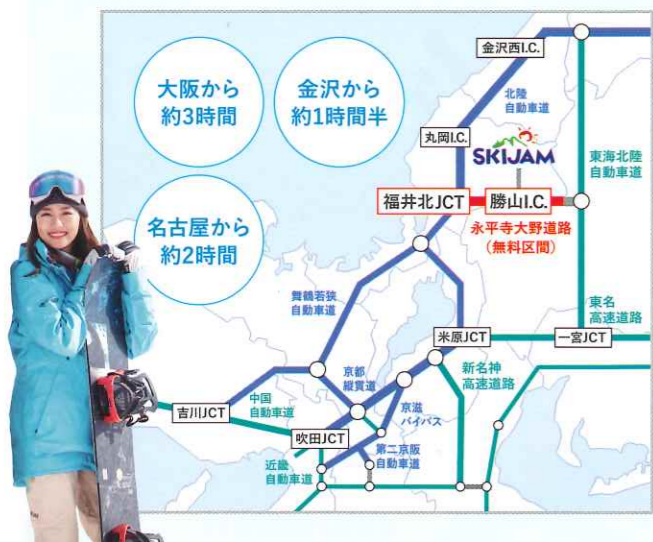 大阪から
約3時間
金沢から
約1時間半
名古屋から
約2時間
金沢西I.C.
北陸
自動車道
丸岡I.C.
SKIJAM
東海北陸
自動車道
福井北JCT
勝山I.C.
永平寺大野道路
(無料区間)
舞鶴若狭
自動車道
東名
高速道路
米原JCT
一宮JCT
京都
縦貫道
新名神
高速道路
中国
自動車道
吉川JCT
京滋
バイパス
吹田JCT
第二京阪
自動車道
近畿
自動車道